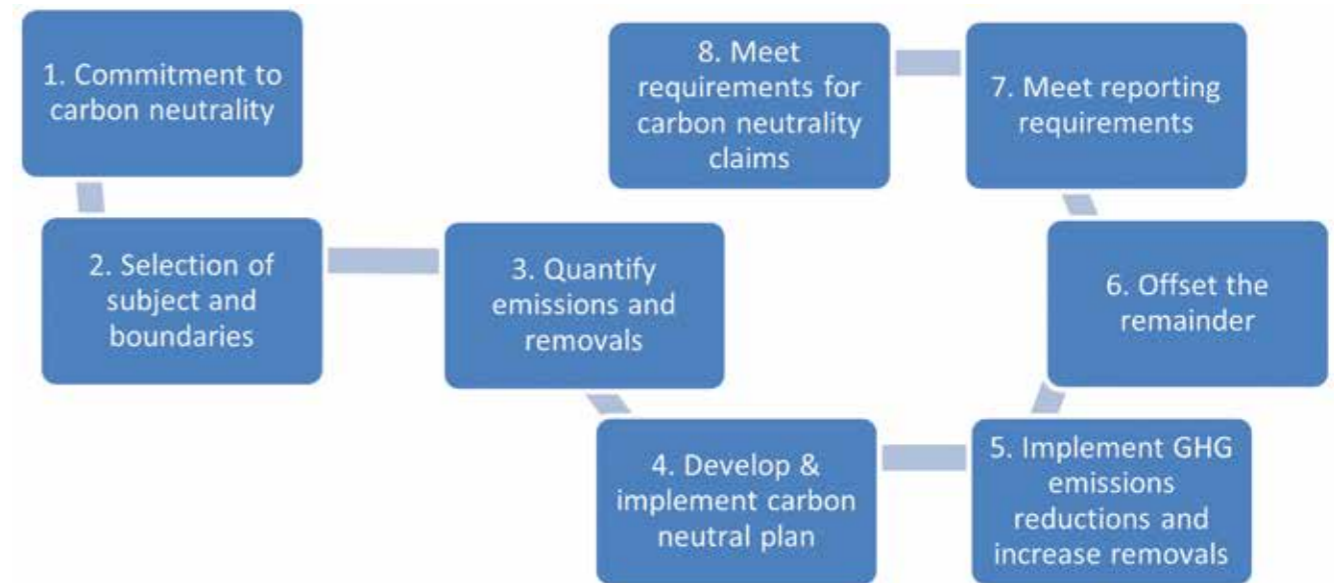 1. Commitment to
carbon neutrality
2. Selection of
subject and
boundaries
3. Quantify
emissions and
removals
4. Develop &
implement carbon
neutral plan
5. Implement GHG
emissions
reductions and
increase removals
6. Offset the
remainder
7. Meet reporting
requirements
8. Meet
requirements for
carbon neutrality
claims